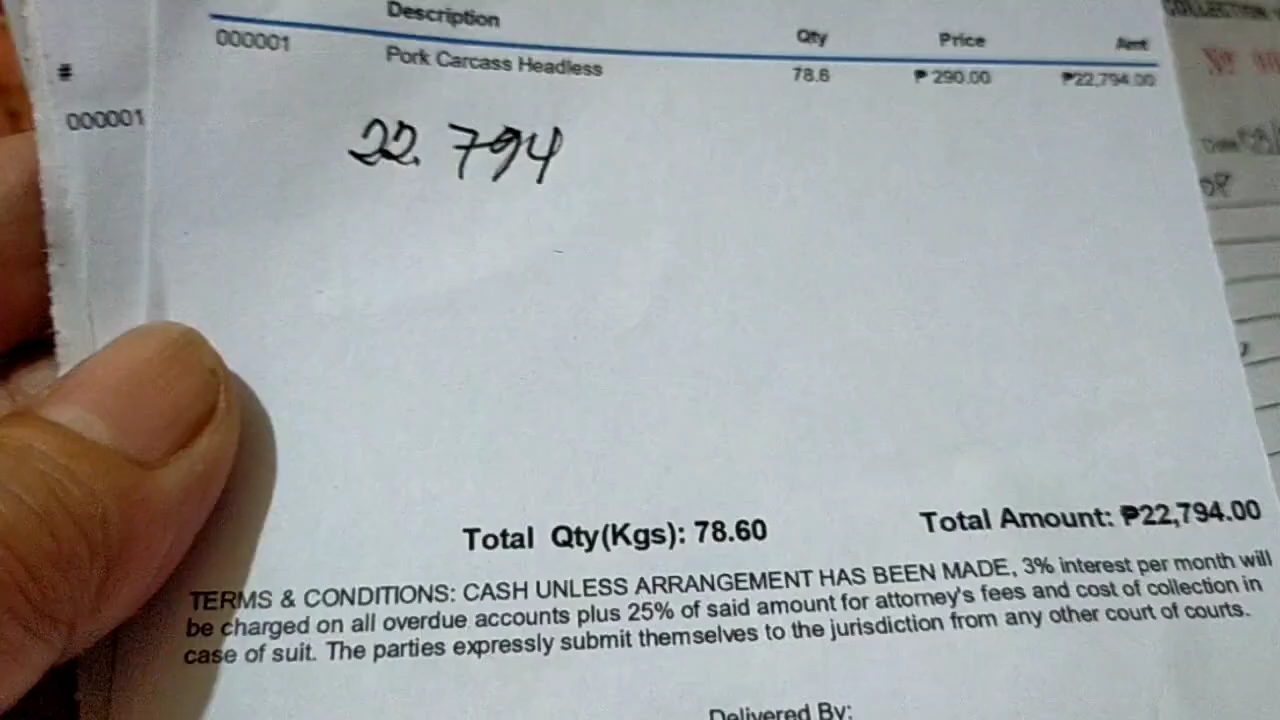 Description Qty Price Amt
000001 Pork Carcass Headless 78.6 ₱ 290.00 ₱22,794.00
#
000001
22.794
Total Qty(Kgs): 78.60 Total Amount: ₱22,794.00
TERMS & CONDITIONS: CASH UNLESS ARRANGEMENT HAS BEEN MADE, 3% interest per month will
be charged on all overdue accounts plus 25% of said amount for attorney's fees and cost of collection in
case of suit. The parties expressly submit themselves to the jurisdiction from any other court of courts.
Delivered By:
COLLECTION
Nº